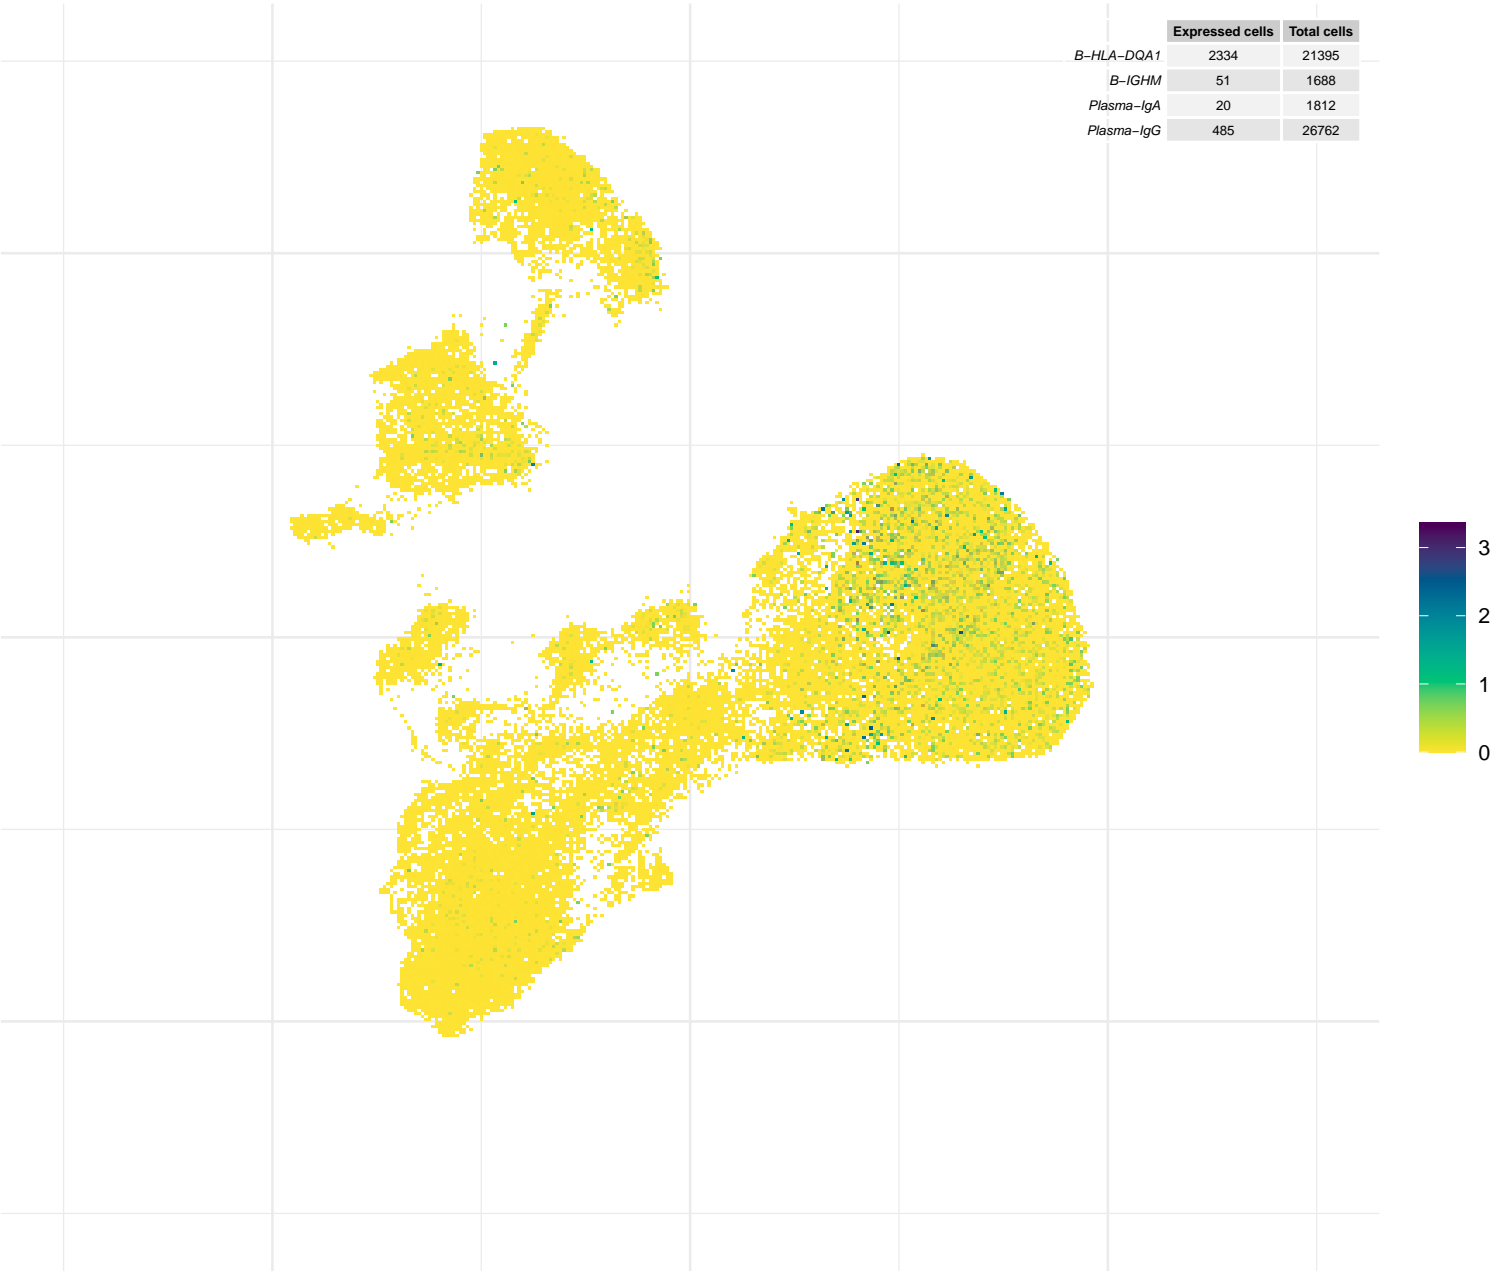 Expressed cells Total cells
B−HLA−DQA1 2334 21395
B−IGHM 51 1688
Plasma−IgA 20 1812
Plasma−IgG 485 26762
3
2
1
0